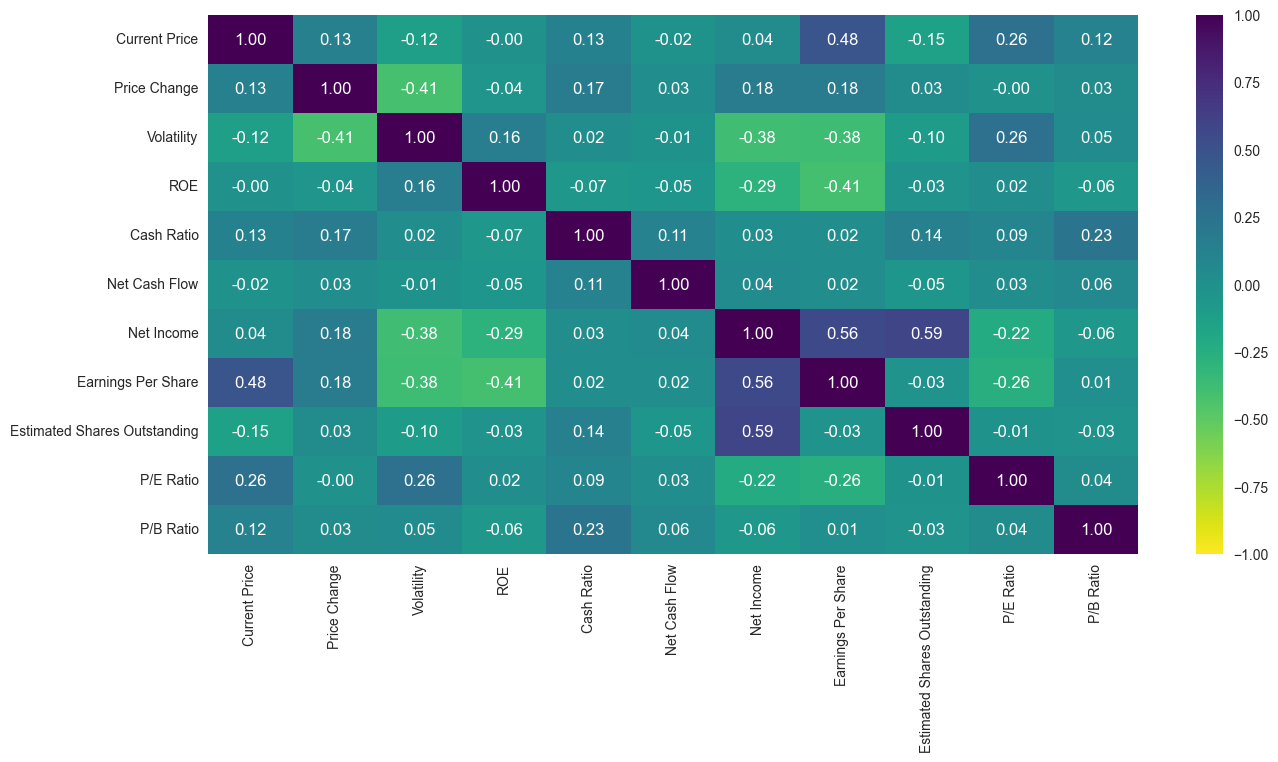 Current Price 1.00 0.13 -0.12 -0.00 0.13 -0.02 0.04 0.48 -0.15 0.26 0.12
Price Change 0.13 1.00 -0.41 -0.04 0.17 0.03 0.18 0.18 0.03 -0.00 0.03
Volatility -0.12 -0.41 1.00 0.16 0.02 -0.01 -0.38 -0.38 -0.10 0.26 0.05
ROE -0.00 -0.04 0.16 1.00 -0.07 -0.05 -0.29 -0.41 -0.03 0.02 -0.06
Cash Ratio 0.13 0.17 0.02 -0.07 1.00 0.11 0.03 0.02 0.14 0.09 0.23
Net Cash Flow -0.02 0.03 -0.01 -0.05 0.11 1.00 0.04 0.02 -0.05 0.03 0.06
Net Income 0.04 0.18 -0.38 -0.29 0.03 0.04 1.00 0.56 0.59 -0.22 -0.06
Earnings Per Share 0.48 0.18 -0.38 -0.41 0.02 0.02 0.56 1.00 -0.03 -0.26 0.01
Estimated Shares Outstanding -0.15 0.03 -0.10 -0.03 0.14 -0.05 0.59 -0.03 1.00 -0.01 -0.03
P/E Ratio 0.26 -0.00 0.26 0.02 0.09 0.03 -0.22 -0.26 -0.01 1.00 0.04
P/B Ratio 0.12 0.03 0.05 -0.06 0.23 0.06 -0.06 0.01 -0.03 0.04 1.00
Current Price
Price Change
Volatility
ROE
Cash Ratio
Net Cash Flow
Net Income
Earnings Per Share
Estimated Shares Outstanding
P/E Ratio
P/B Ratio
1.00
0.75
0.50
0.25
0.00
−0.25
−0.50
−0.75
−1.00